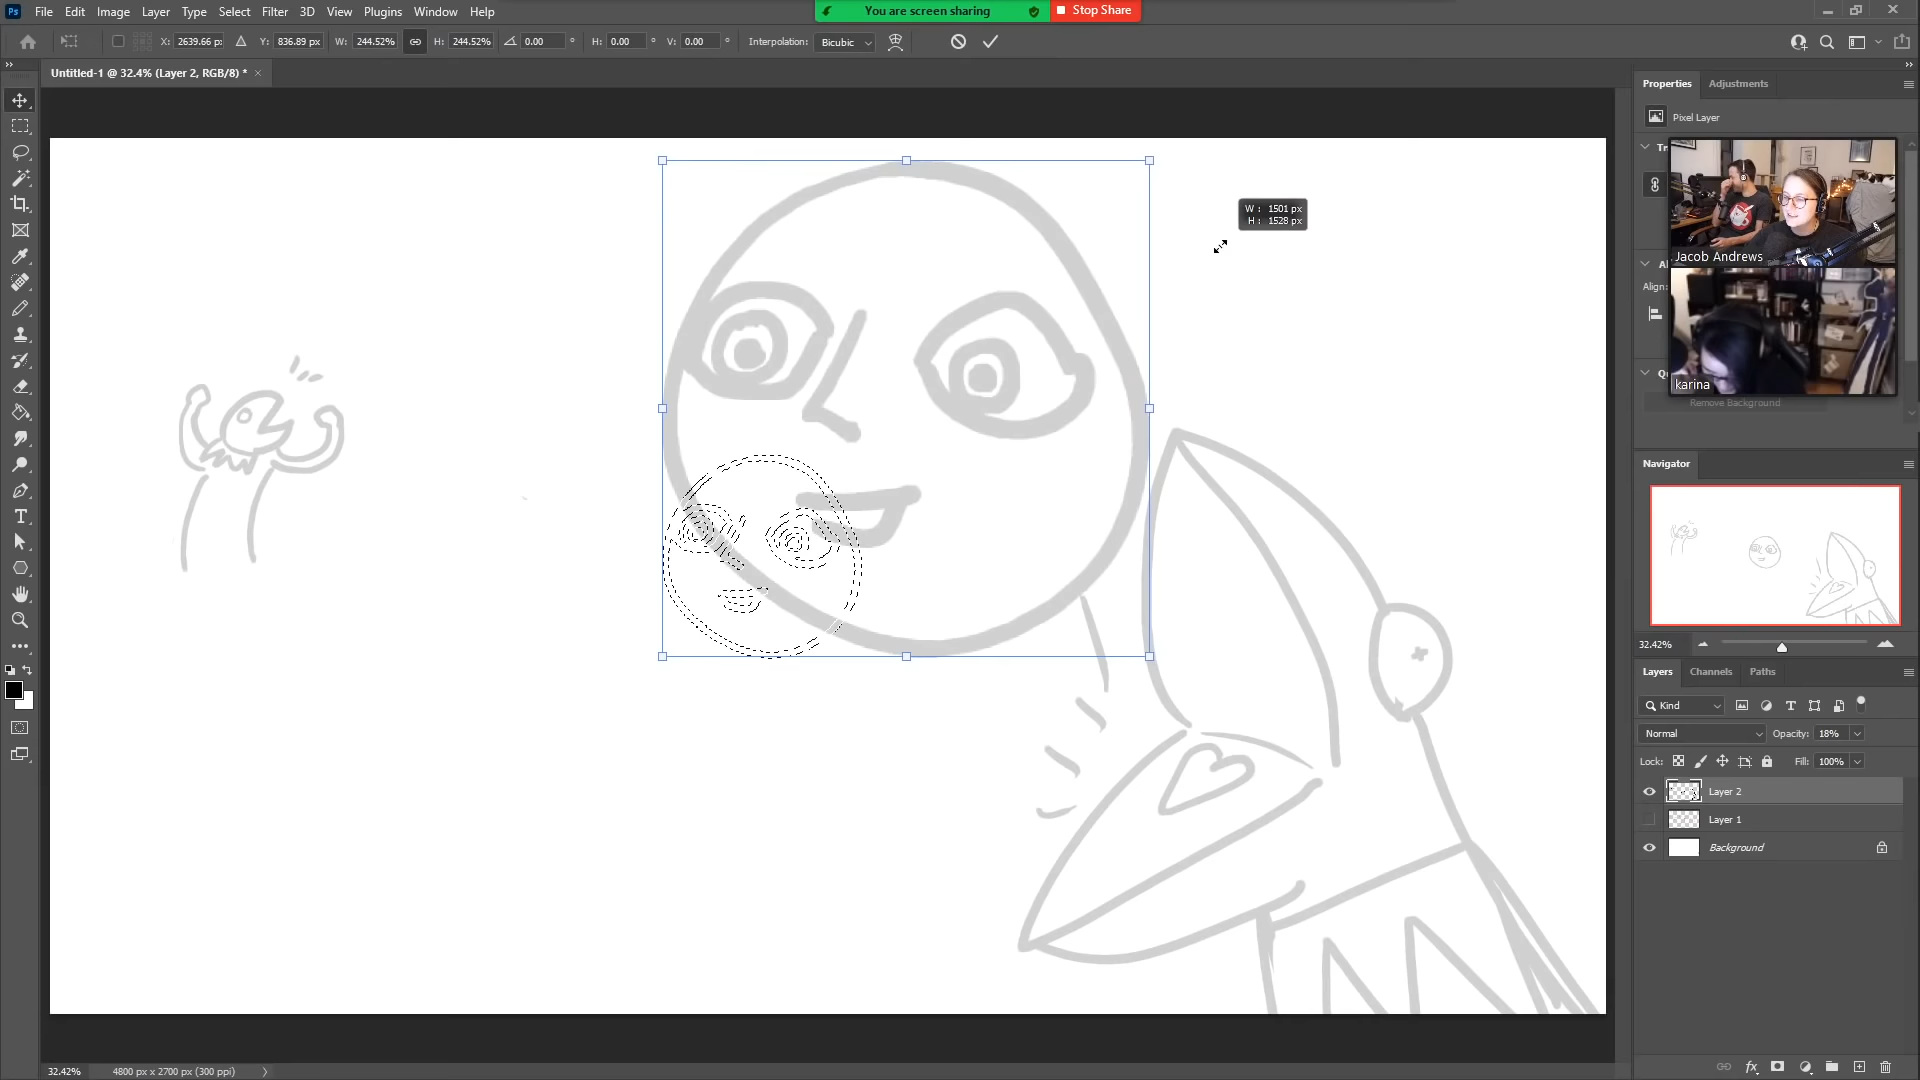 Ps File Edit Image Layer Type Select Filter 3D View Plugins Window Help
You are screen sharing
Stop Share
X: 2639.66 p: Y: 836.89 px W: 244.52% H: 244.52% 0.00 ° H: 0.00 ° V: 0.00 ° Interpolation: Bicubic
Untitled-1 @ 32.4% (Layer 2, RGB/8) * ×
Properties Adjustments
Pixel Layer
Tr
W : 1501 px
H : 1528 px
Jacob Andrews
Al
Align:
karina
Q
Remove Background
Navigator
32.42%
Layers Channels Paths
Kind
Normal Opacity: 18%
Lock: Fill: 100%
Layer 2
Layer 1
Background
32.42% 4800 px x 2700 px (300 ppi)
fx